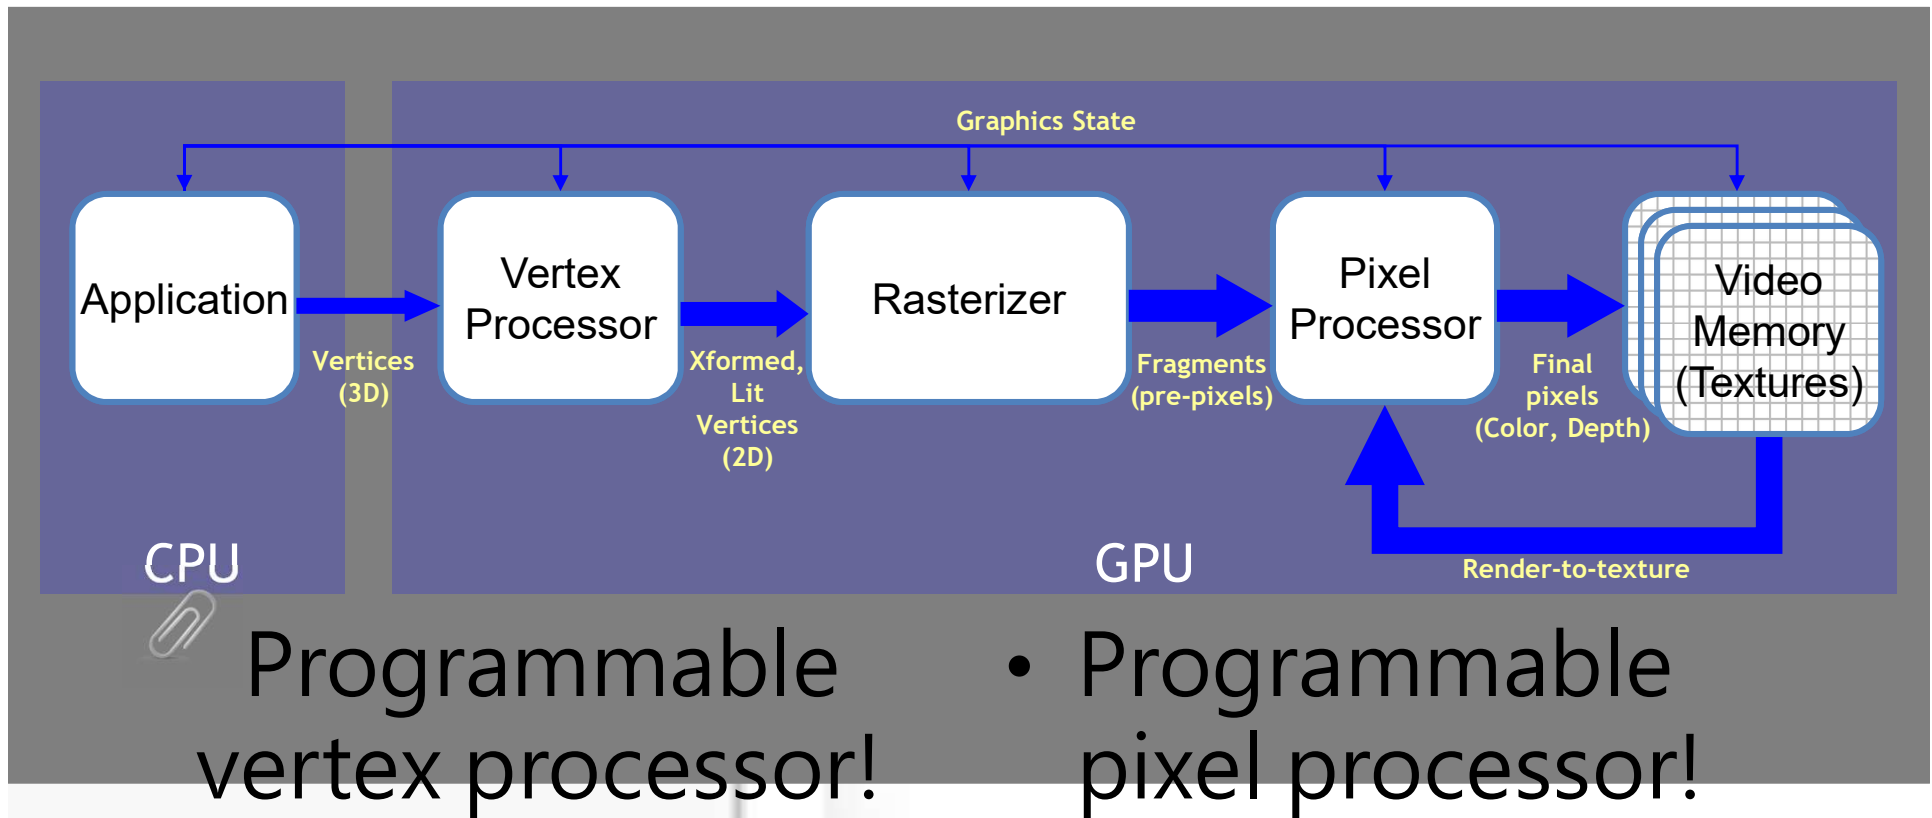 Graphics State
Application
Vertex
Processor
Rasterizer
Pixel
Processor
Video
Memory
(Textures)
Vertices
(3D)
Xformed,
Lit
Vertices
(2D)
Fragments
(pre-pixels)
Final
pixels
(Color, Depth)
CPU
GPU
Render-to-texture
Programmable
vertex processor!
• Programmable
pixel processor!